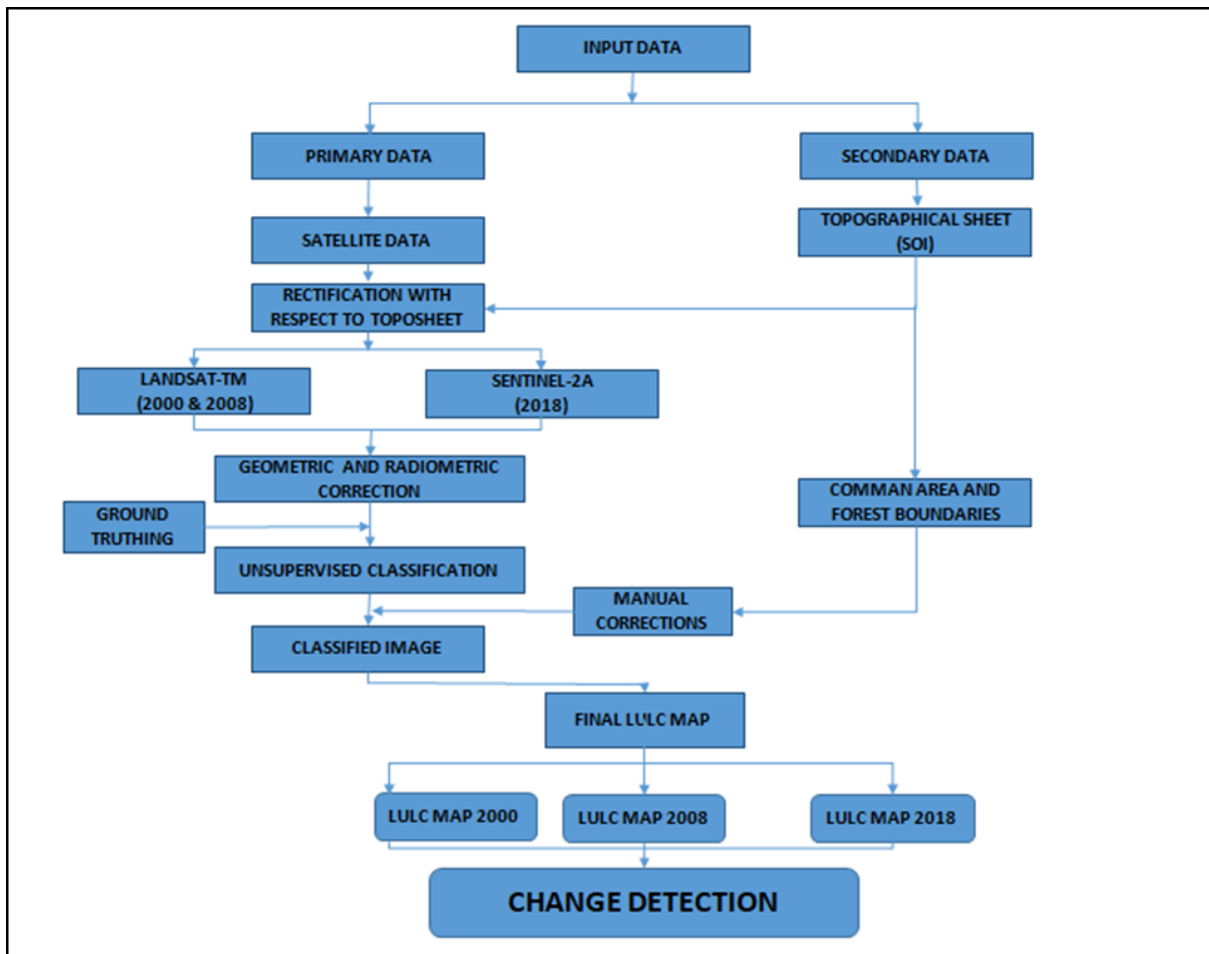 INPUT DATA
PRIMARY DATA
SECONDARY DATA
SATELLITE DATA
TOPOGRAPHICAL SHEET
(SOI)
RECTIFICATION WITH
RESPECT TO TOPOSHEET
LANDSAT-TM
(2000 & 2008)
SENTINEL-2A
(2018)
GEOMETRIC AND RADIOMETRIC
CORRECTION
COMMAN AREA AND
FOREST BOUNDARIES
GROUND
TRUTHING
UNSUPERVISED CLASSIFICATION
MANUAL
CORRECTIONS
CLASSIFIED IMAGE
FINAL LULC MAP
LULC MAP 2000
LULC MAP 2008
LULC MAP 2018
CHANGE DETECTION